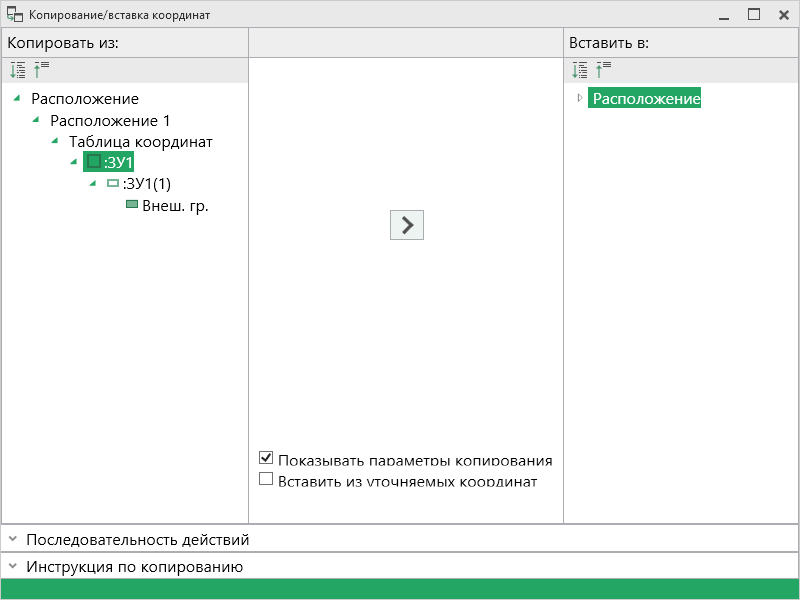 Копирование/вставка координат
Копировать из:
Вставить в:
Расположение
Расположение 1
Таблица координат
:ЗУ1
:ЗУ1(1)
Внеш. гр.
Расположение
Показывать параметры копирования
Вставить из уточняемых координат
Последовательность действий
Инструкция по копированию